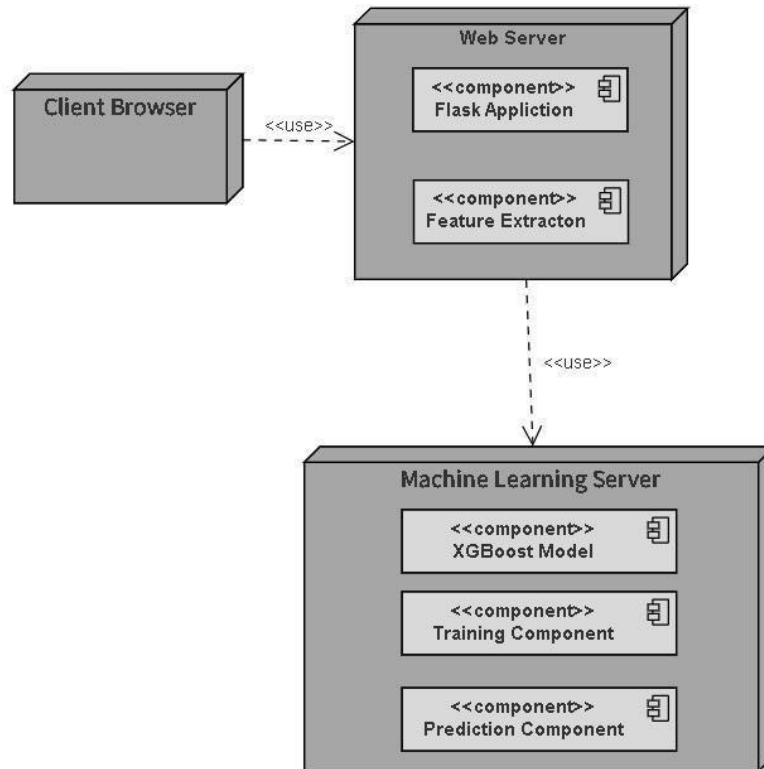 Web Server
<<component>>
Flask Appliction
Client Browser
<<use>>
<<component>>
Feature Extracton
<<use>>
Machine Learning Server
<<component>>
XGBoost Model
<<component>>
Training Component
<<component>>
Prediction Component